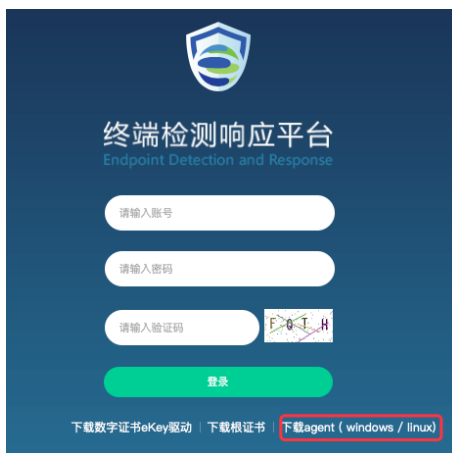 终端检测响应平台
Endpoint Detection and Response
请输入账号
请输入密码
请输入验证码 FQTH
登录
下载数字证书eKey驱动 | 下载根证书 | 下载agent ( windows / linux)